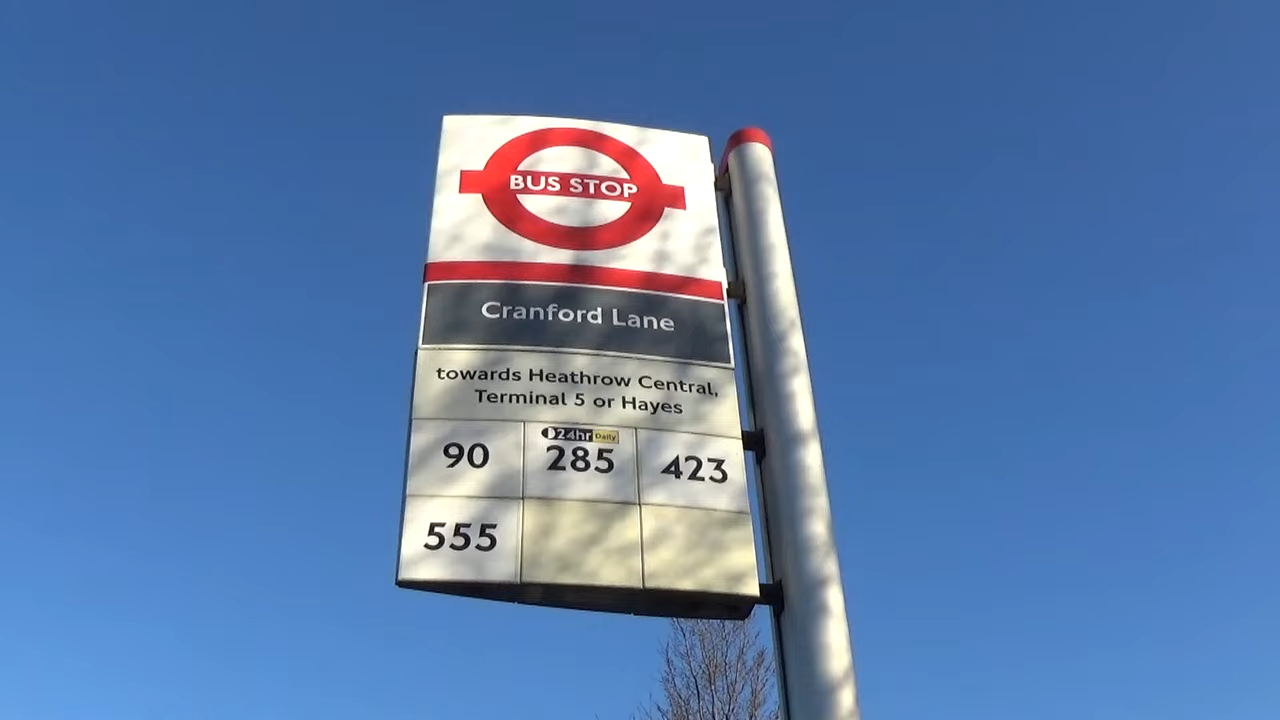 BUS STOP
Cranford Lane
towards Heathrow Central,
Terminal 5 or Hayes
24hr Daily
90 285 423
555